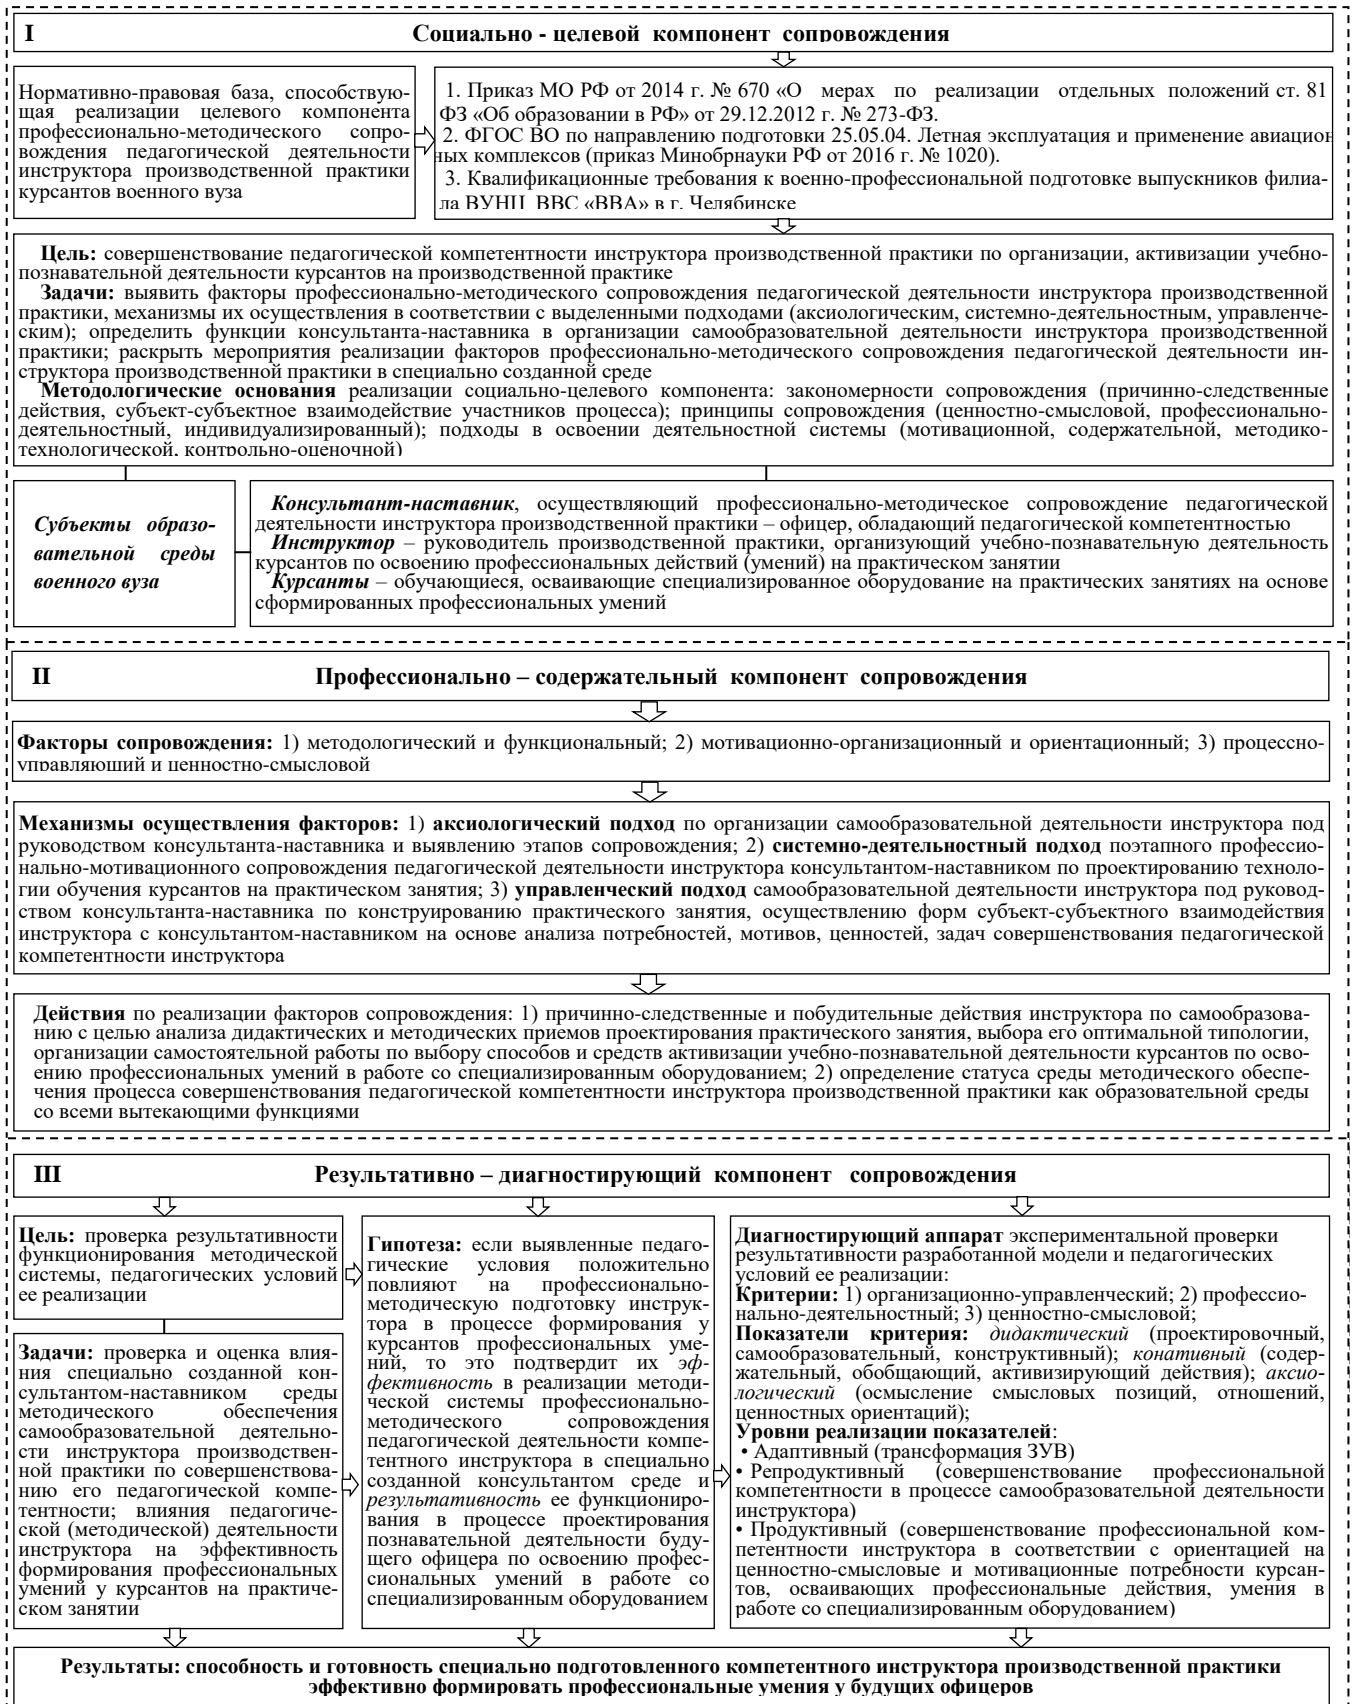 I Социально - целевой компонент сопровождения
Нормативно-правовая база, способствую-
щая реализации целевого компонента
профессионально-методического сопро-
вождения педагогической деятельности
инструктора производственной практики
курсантов военного вуза
1. Приказ МО РФ от 2014 г. № 670 «О мерах по реализации отдельных положений ст. 81
ФЗ «Об образовании в РФ» от 29.12.2012 г. № 273-ФЗ.
2. ФГОС ВО по направлению подготовки 25.05.04. Летная эксплуатация и применение авиацион
ных комплексов (приказ Минобрнауки РФ от 2016 г. № 1020).
3. Квалификационные требования к военно-профессиональной подготовке выпускников филиа-
ла ВУНЦ ВВС «ВВА» в г. Челябинске
Цель: совершенствование педагогической компетентности инструктора производственной практики по организации, активизации учебно-
познавательной деятельности курсантов на производственной практике
Задачи: выявить факторы профессионально-методического сопровождения педагогической деятельности инструктора производственной
практики, механизмы их осуществления в соответствии с выделенными подходами (аксиологическим, системно-деятельностным, управленче-
ским); определить функции консультанта-наставника в организации самообразовательной деятельности инструктора производственной
практики; раскрыть мероприятия реализации факторов профессионально-методического сопровождения педагогической деятельности ин-
структора производственной практики в специально созданной среде
Методологические основания реализации социально-целевого компонента: закономерности сопровождения (причинно-следственные
действия, субъект-субъектное взаимодействие участников процесса); принципы сопровождения (ценностно-смысловой, профессионально-
деятельностный, индивидуализированный); подходы в освоении деятельностной системы (мотивационной, содержательной, методико-
технологической, контрольно-оценочной)
Субъекты образо-
вательной среды
военного вуза
Консультант-наставник, осуществляющий профессионально-методическое сопровождение педагогической
деятельности инструктора производственной практики – офицер, обладающий педагогической компетентностью
Инструктор – руководитель производственной практики, организующий учебно-познавательную деятельность
курсантов по освоению профессиональных действий (умений) на практическом занятии
Курсанты – обучающиеся, осваивающие специализированное оборудование на практических занятиях на основе
сформированных профессиональных умений
II Профессионально – содержательный компонент сопровождения
Факторы сопровождения: 1) методологический и функциональный; 2) мотивационно-организационный и ориентационный; 3) процессно-
управляющий и ценностно-смысловой
Механизмы осуществления факторов: 1) аксиологический подход по организации самообразовательной деятельности инструктора под
руководством консультанта-наставника и выявлению этапов сопровождения; 2) системно-деятельностный подход поэтапного профессио-
нально-мотивационного сопровождения педагогической деятельности инструктора консультантом-наставником по проектированию техноло-
гии обучения курсантов на практическом занятия; 3) управленческий подход самообразовательной деятельности инструктора под руковод-
ством консультанта-наставника по конструированию практического занятия, осуществлению форм субъект-субъектного взаимодействия
инструктора с консультантом-наставником на основе анализа потребностей, мотивов, ценностей, задач совершенствования педагогической
компетентности инструктора
Действия по реализации факторов сопровождения: 1) причинно-следственные и побудительные действия инструктора по самообразова-
нию с целью анализа дидактических и методических приемов проектирования практического занятия, выбора его оптимальной типологии,
организации самостоятельной работы по выбору способов и средств активизации учебно-познавательной деятельности курсантов по осво-
ению профессиональных умений в работе со специализированным оборудованием; 2) определение статуса среды методического обеспе-
чения процесса совершенствования педагогической компетентности инструктора производственной практики как образовательной среды
со всеми вытекающими функциями
III Результативно – диагностирующий компонент сопровождения
Цель: проверка результативности
функционирования методической
системы, педагогических условий
ее реализации
Задачи: проверка и оценка влия-
ния специально созданной кон-
сультантом-наставником среды
методического обеспечения
самообразовательной деятельно-
сти инструктора производствен-
ной практики по совершенствова-
нию его педагогической компе-
тентности; влияния педагогиче-
ской (методической) деятельности
инструктора на эффективность
формирования профессиональных
умений у курсантов на практиче-
ском занятии
Гипотеза: если выявленные педаго-
гические условия положительно
повлияют на профессионально-
методическую подготовку инструк-
тора в процессе формирования у
курсантов профессиональных уме-
ний, то это подтвердит их эф-
фективность в реализации методи-
ческой системы профессионально-
методического сопровождения
педагогической деятельности компе-
тентного инструктора в специально
созданной консультантом среде и
результативность ее функциониро-
вания в процессе проектирования
познавательной деятельности буду-
щего офицера по освоению профес-
сиональных умений в работе со
специализированным оборудованием
Диагностирующий аппарат экспериментальной проверки
результативности разработанной модели и педагогических
условий ее реализации:
Критерии: 1) организационно-управленческий; 2) профессио-
нально-деятельностный; 3) ценностно-смысловой;
Показатели критерия: дидактический (проектировочный,
самообразовательный, конструктивный); конативный (содер-
жательный, обобщающий, активизирующий действия); аксио-
логический (осмысление смысловых позиций, отношений,
ценностных ориентаций);
Уровни реализации показателей:
• Адаптивный (трансформация ЗУВ)
• Репродуктивный (совершенствование профессиональной
компетентности в процессе самообразовательной деятельности
инструктора)
• Продуктивный (совершенствование профессиональной ком-
петентности инструктора в соответствии с ориентацией на
ценностно-смысловые и мотивационные потребности курсан-
тов, осваивающих профессиональные действия, умения в
работе со специализированным оборудованием)
Результаты: способность и готовность специально подготовленного компетентного инструктора производственной практики
эффективно формировать профессиональные умения у будущих офицеров